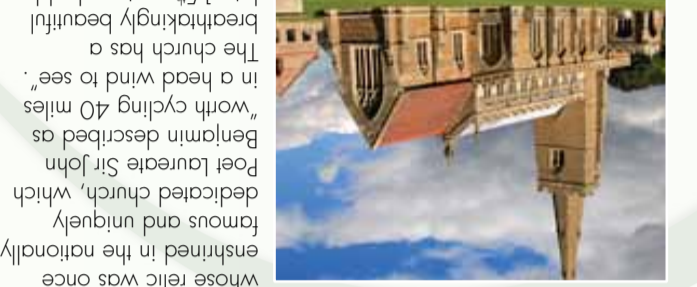 whose relic was once
enshrined in the nationally
famous and uniquely
dedicated church, which
Poet Laureate Sir John
Benjamin described as
“worth cycling 40 miles
in a head wind to see”.
The church has a
breathtakingly beautiful